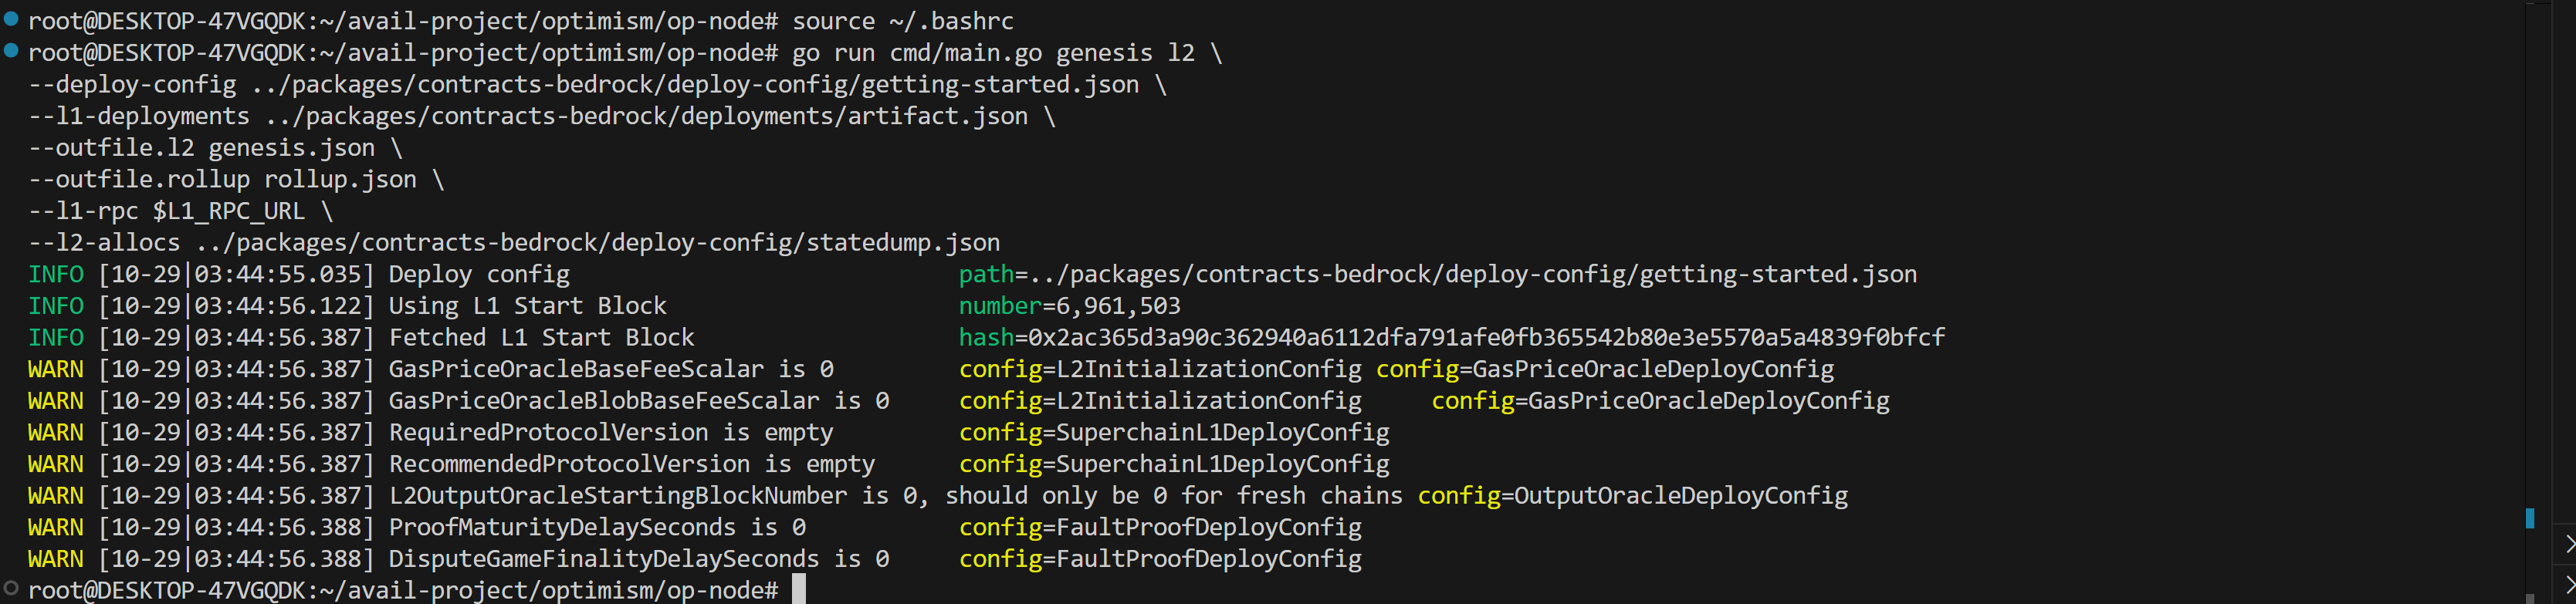 root@DESKTOP-47VGQDK:~/avail-project/optimism/op-node# source ~/.bashrc
root@DESKTOP-47VGQDK:~/avail-project/optimism/op-node# go run cmd/main.go genesis l2 \
--deploy-config ../packages/contracts-bedrock/deploy-config/getting-started.json \
--l1-deployments ../packages/contracts-bedrock/deployments/artifact.json \
--outfile.l2 genesis.json \
--outfile.rollup rollup.json \
--l1-rpc $L1_RPC_URL \
--l2-allocs ../packages/contracts-bedrock/deploy-config/statedump.json
INFO [10-29|03:44:55.035] Deploy config                            path=../packages/contracts-bedrock/deploy-config/getting-started.json
INFO [10-29|03:44:56.122] Using L1 Start Block                     number=6,961,503
INFO [10-29|03:44:56.387] Fetched L1 Start Block                   hash=0x2ac365d3a90c362940a6112dfa791afe0fb365542b80e3e5570a5a4839f0bfcf
WARN [10-29|03:44:56.387] GasPriceOracleBaseFeeScalar is 0         config=L2InitializationConfig config=GasPriceOracleDeployConfig
WARN [10-29|03:44:56.387] GasPriceOracleBlobBaseFeeScalar is 0     config=L2InitializationConfig     config=GasPriceOracleDeployConfig
WARN [10-29|03:44:56.387] RequiredProtocolVersion is empty         config=SuperchainL1DeployConfig
WARN [10-29|03:44:56.387] RecommendedProtocolVersion is empty      config=SuperchainL1DeployConfig
WARN [10-29|03:44:56.387] L2OutputOracleStartingBlockNumber is 0, should only be 0 for fresh chains config=OutputOracleDeployConfig
WARN [10-29|03:44:56.388] ProofMaturityDelaySeconds is 0           config=FaultProofDeployConfig
WARN [10-29|03:44:56.388] DisputeGameFinalityDelaySeconds is 0     config=FaultProofDeployConfig
root@DESKTOP-47VGQDK:~/avail-project/optimism/op-node#